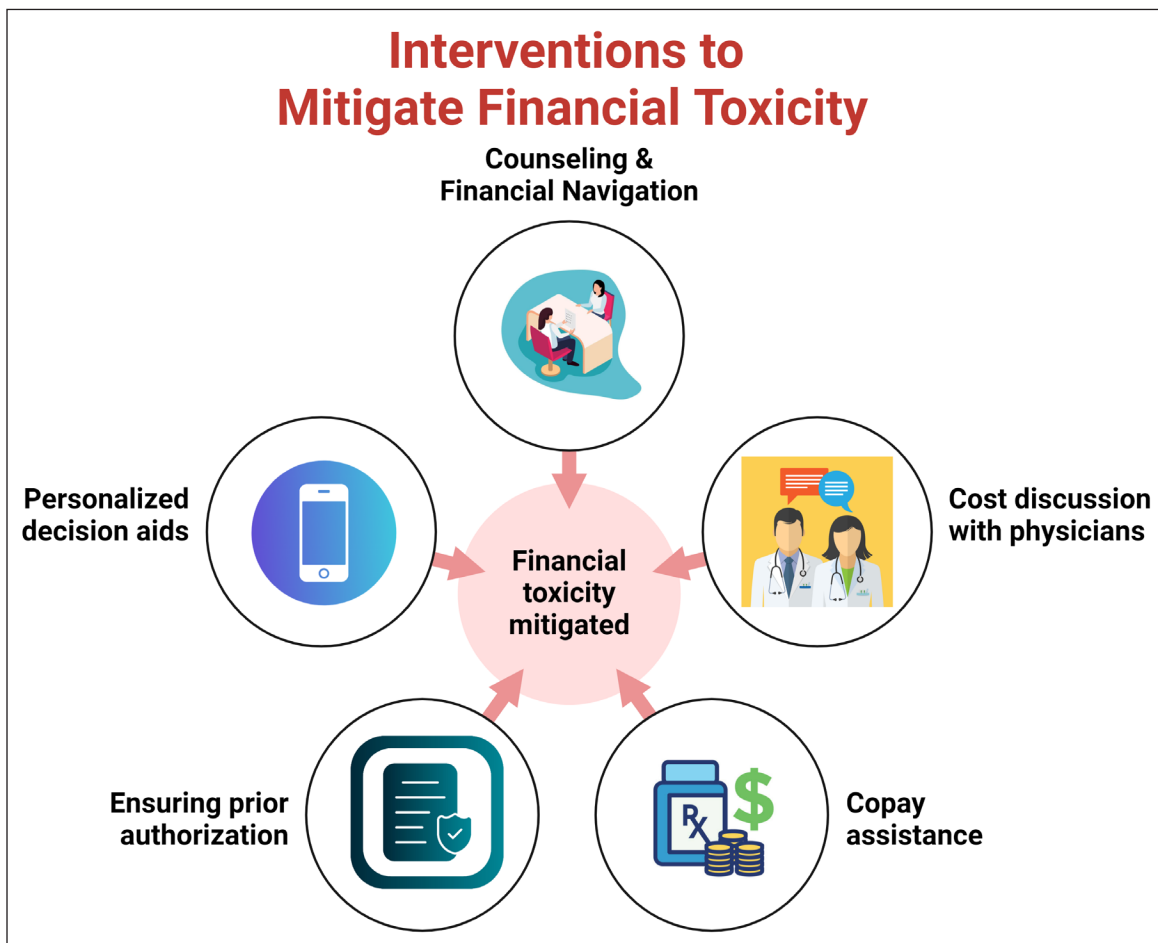 Interventions to
Mitigate Financial Toxicity
Counseling &
Financial Navigation
Personalized
decision aids
Cost discussion
with physicians
Financial
toxicity
mitigated
Ensuring prior
authorization
Rx
$
Copay
assistance